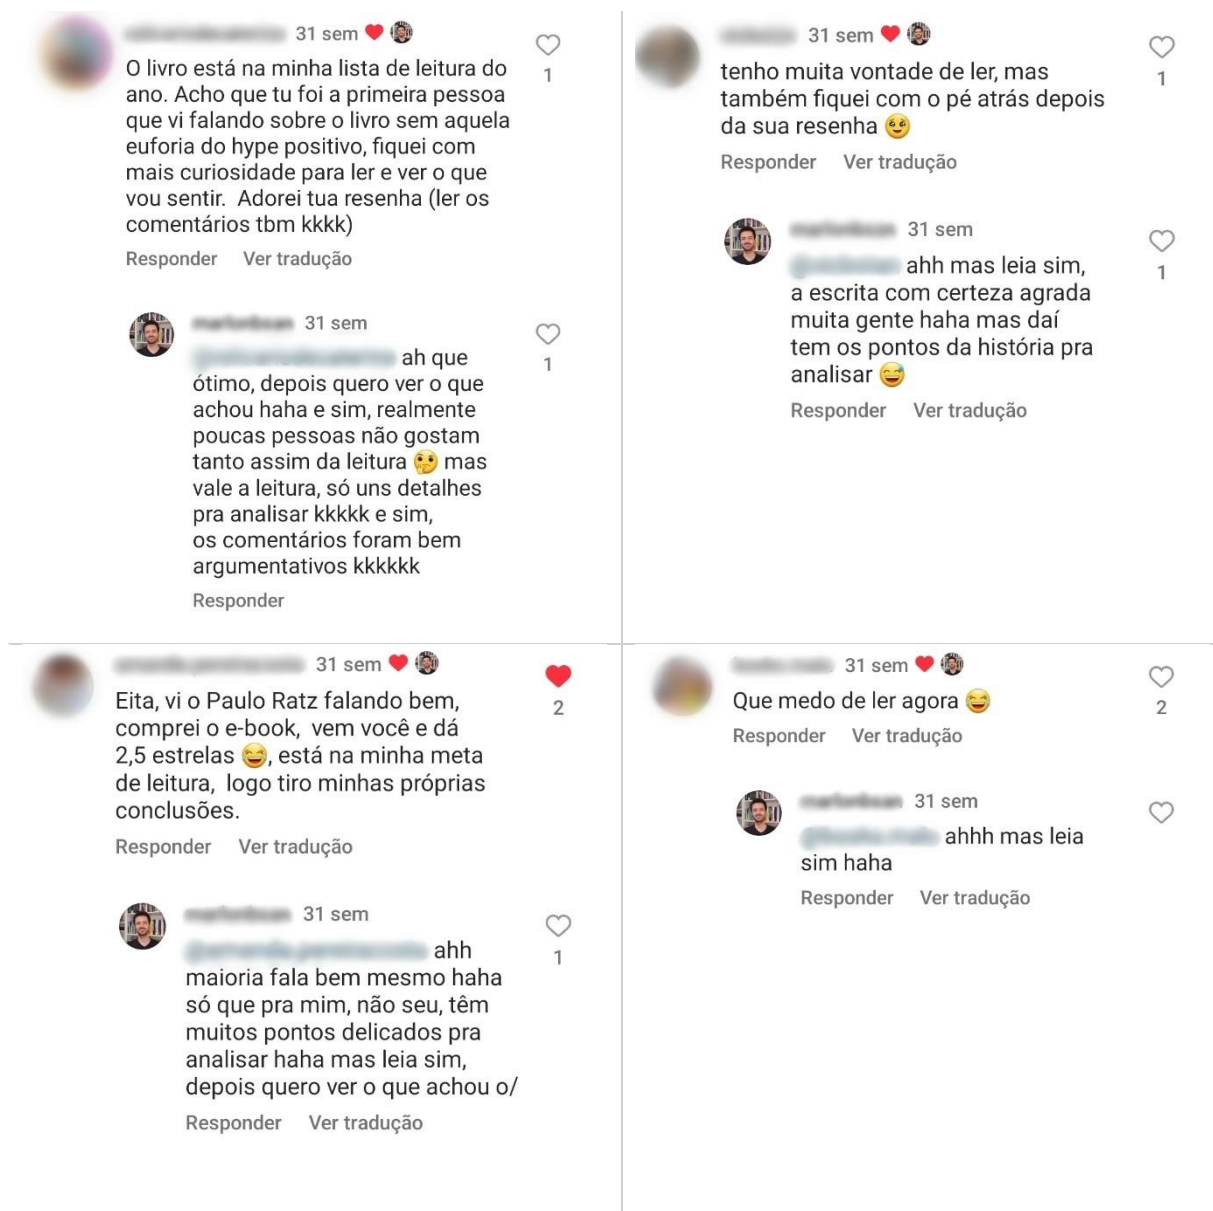 31 sem
O livro está na minha lista de leitura do
ano. Acho que tu foi a primeira pessoa
que vi falando sobre o livro sem aquela
euforia do hype positivo, fiquei com
mais curiosidade para ler e ver o que
vou sentir.  Adorei tua resenha (ler os
comentários tbm kkkk)
1
Responder Ver tradução
31 sem
ah que
ótimo, depois quero ver o que
achou haha e sim, realmente
poucas pessoas não gostam
tanto assim da leitura 🤔 mas
vale a leitura, só uns detalhes
pra analisar kkkkk e sim,
os comentários foram bem
argumentativos kkkkkk
1
Responder
31 sem
tenho muita vontade de ler, mas
também fiquei com o pé atrás depois
da sua resenha 🥹
1
Responder Ver tradução
31 sem
ahh mas leia sim,
a escrita com certeza agrada
muita gente haha mas daí
tem os pontos da história pra
analisar 😅
1
Responder Ver tradução
31 sem
Eita, vi o Paulo Ratz falando bem,
comprei o e-book,  vem você e dá
2,5 estrelas 😂, está na minha meta
de leitura,  logo tiro minhas próprias
conclusões.
2
Responder Ver tradução
31 sem
ahh
maioria fala bem mesmo haha
só que pra mim, não seu, têm
muitos pontos delicados pra
analisar haha mas leia sim,
depois quero ver o que achou o/
1
Responder Ver tradução
31 sem
Que medo de ler agora 😂
2
Responder Ver tradução
31 sem
ahhh mas leia
sim haha
Responder Ver tradução